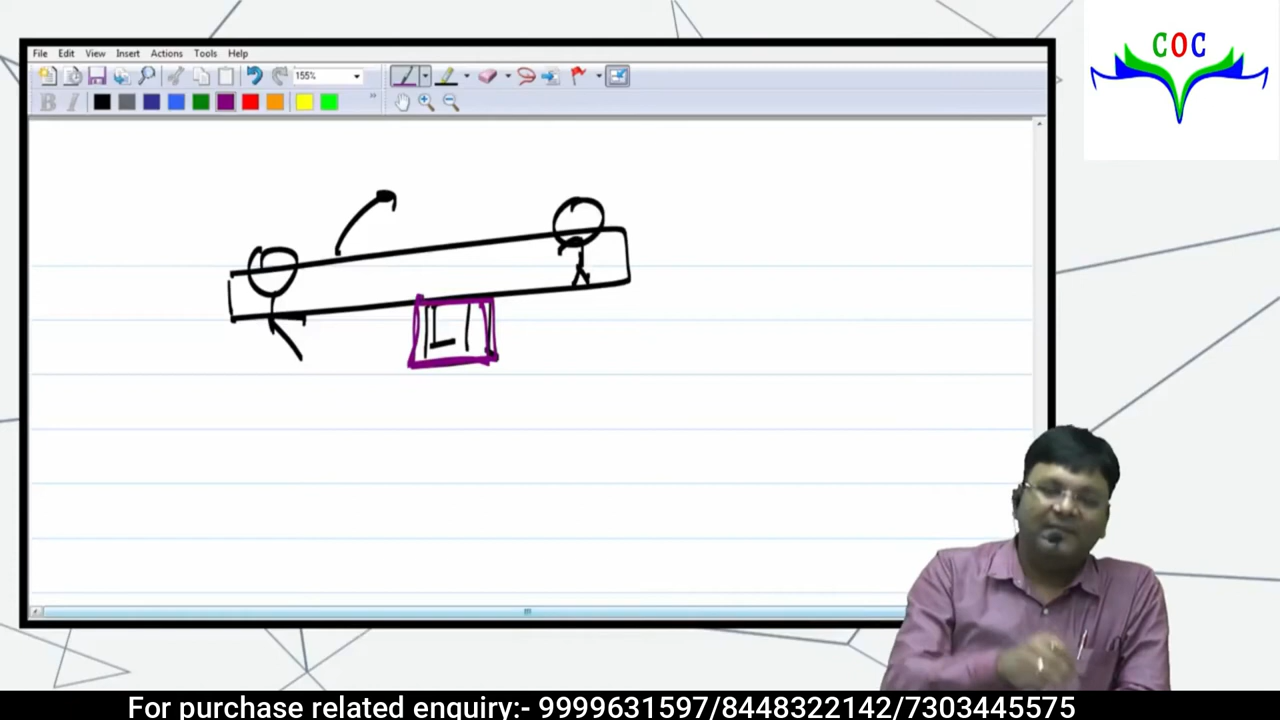 COC
File Edit View Insert Actions Tools Help
155%
B I
For purchase related enquiry:- 9999631597/8448322142/7303445575